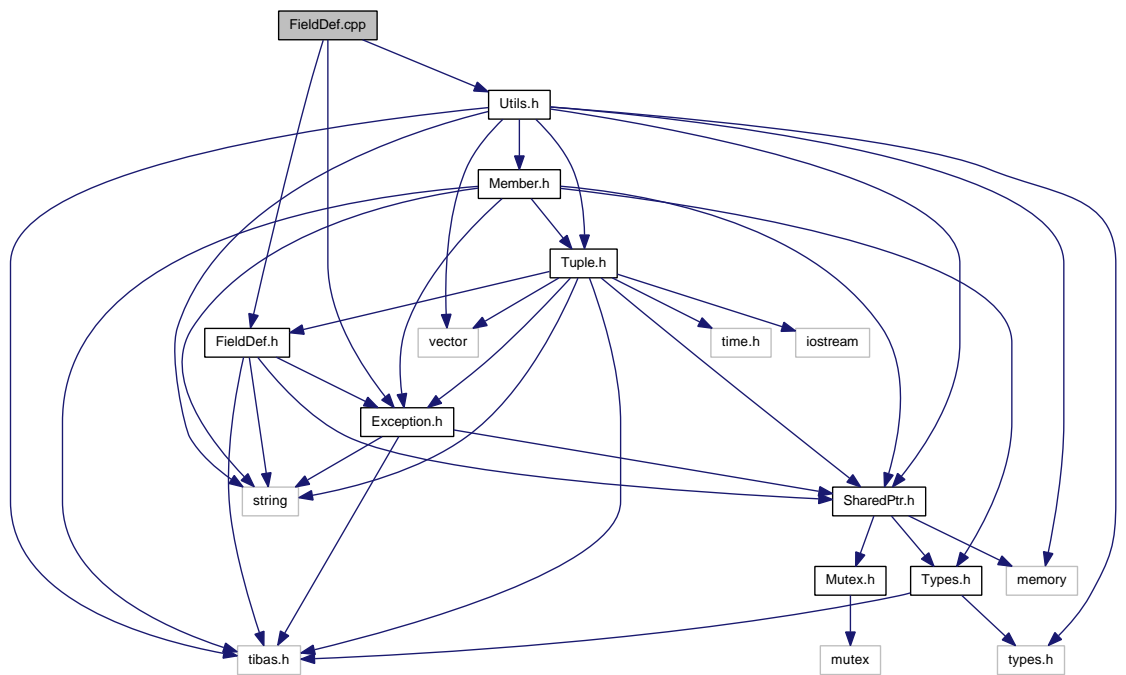 FieldDef.cpp
Utils.h
Member.h
Tuple.h
FieldDef.h
vector
time.h
iostream
Exception.h
string
SharedPtr.h
Mutex.h
Types.h
memory
tibas.h
mutex
types.h